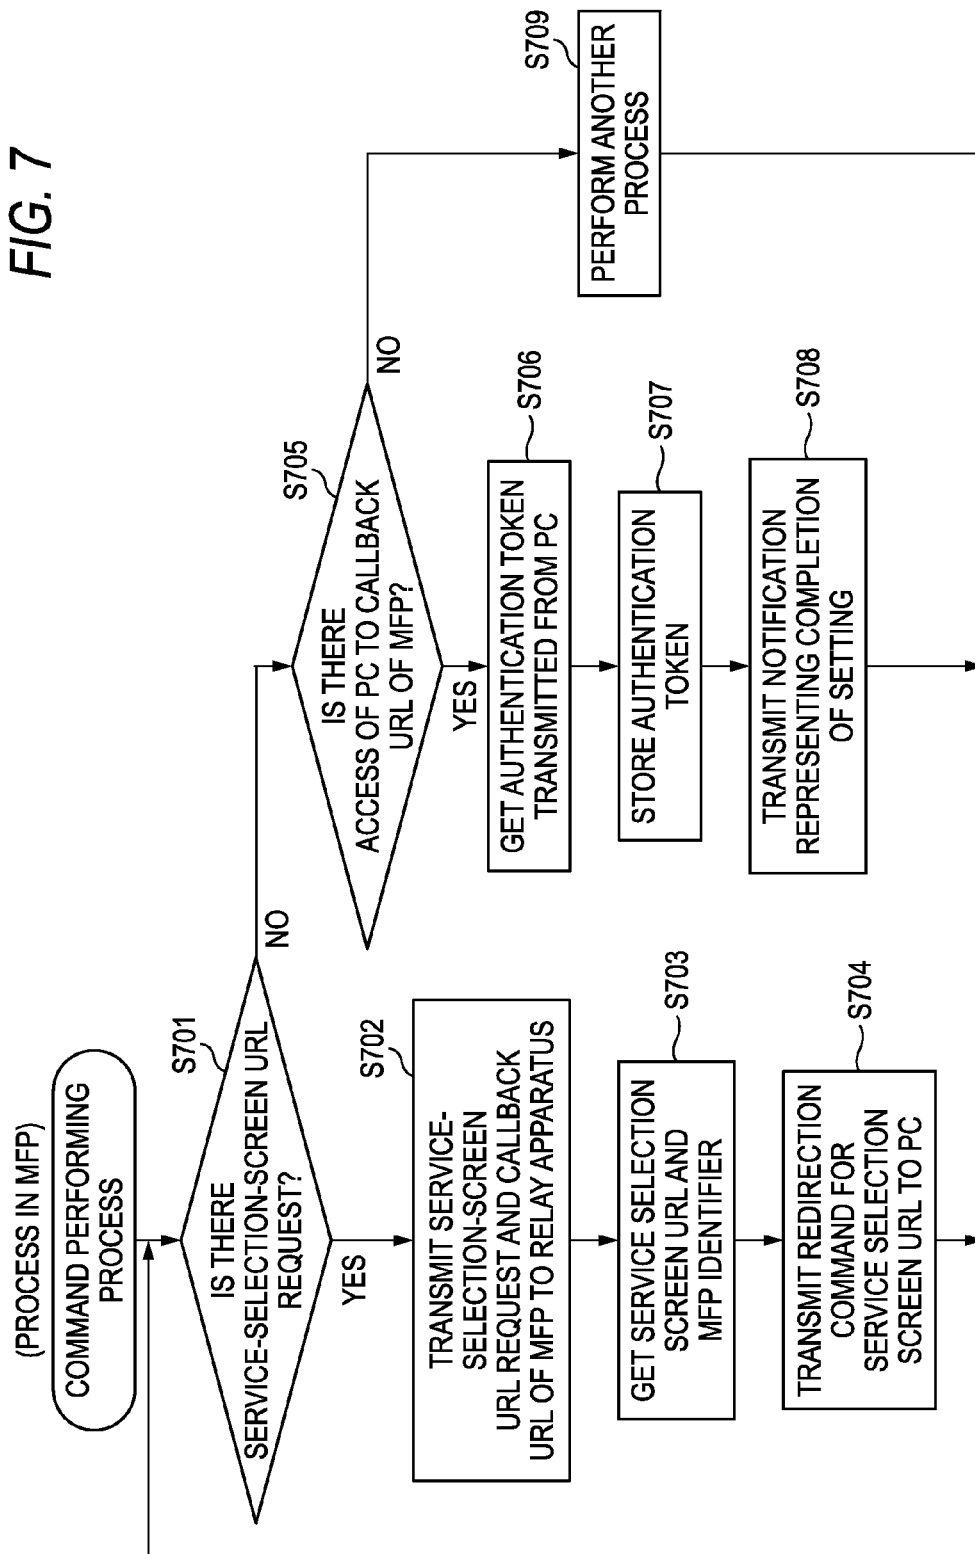 FIG. 7
(PROCESS IN MFP)
COMMAND PERFORMING
PROCESS
S701
IS THERE
SERVICE-SELECTION-SCREEN URL
REQUEST?
NO
YES
S702
TRANSMIT SERVICE-
SELECTION-SCREEN
URL REQUEST AND CALLBACK
URL OF MFP TO RELAY APPARATUS
S703
GET SERVICE SELECTION
SCREEN URL AND
MFP IDENTIFIER
S704
TRANSMIT REDIRECTION
COMMAND FOR
SERVICE SELECTION
SCREEN URL TO PC
S705
IS THERE
ACCESS OF PC TO CALLBACK
URL OF MFP?
NO
YES
S706
GET AUTHENTICATION TOKEN
TRANSMITTED FROM PC
S707
STORE AUTHENTICATION
TOKEN
S708
TRANSMIT NOTIFICATION
REPRESENTING COMPLETION
OF SETTING
S709
PERFORM ANOTHER
PROCESS